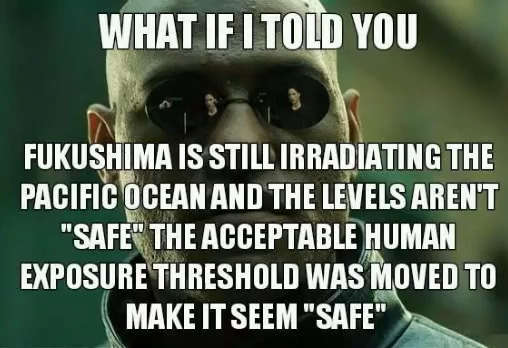 WHAT IF I TOLD YOU
FUKUSHIMA IS STILL IRRADIATING THE
PACIFIC OCEAN AND THE LEVELS AREN'T
"SAFE" THE ACCEPTABLE HUMAN
EXPOSURE THRESHOLD WAS MOVED TO
MAKE IT SEEM "SAFE"